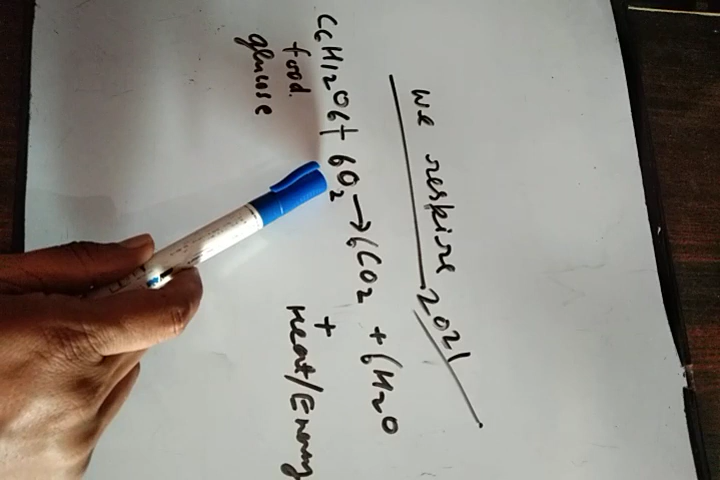 we respire 2021
C6H12O6 + 6O2 → 6CO2 + 6H2O
food. + 
glucose Heat/Energy